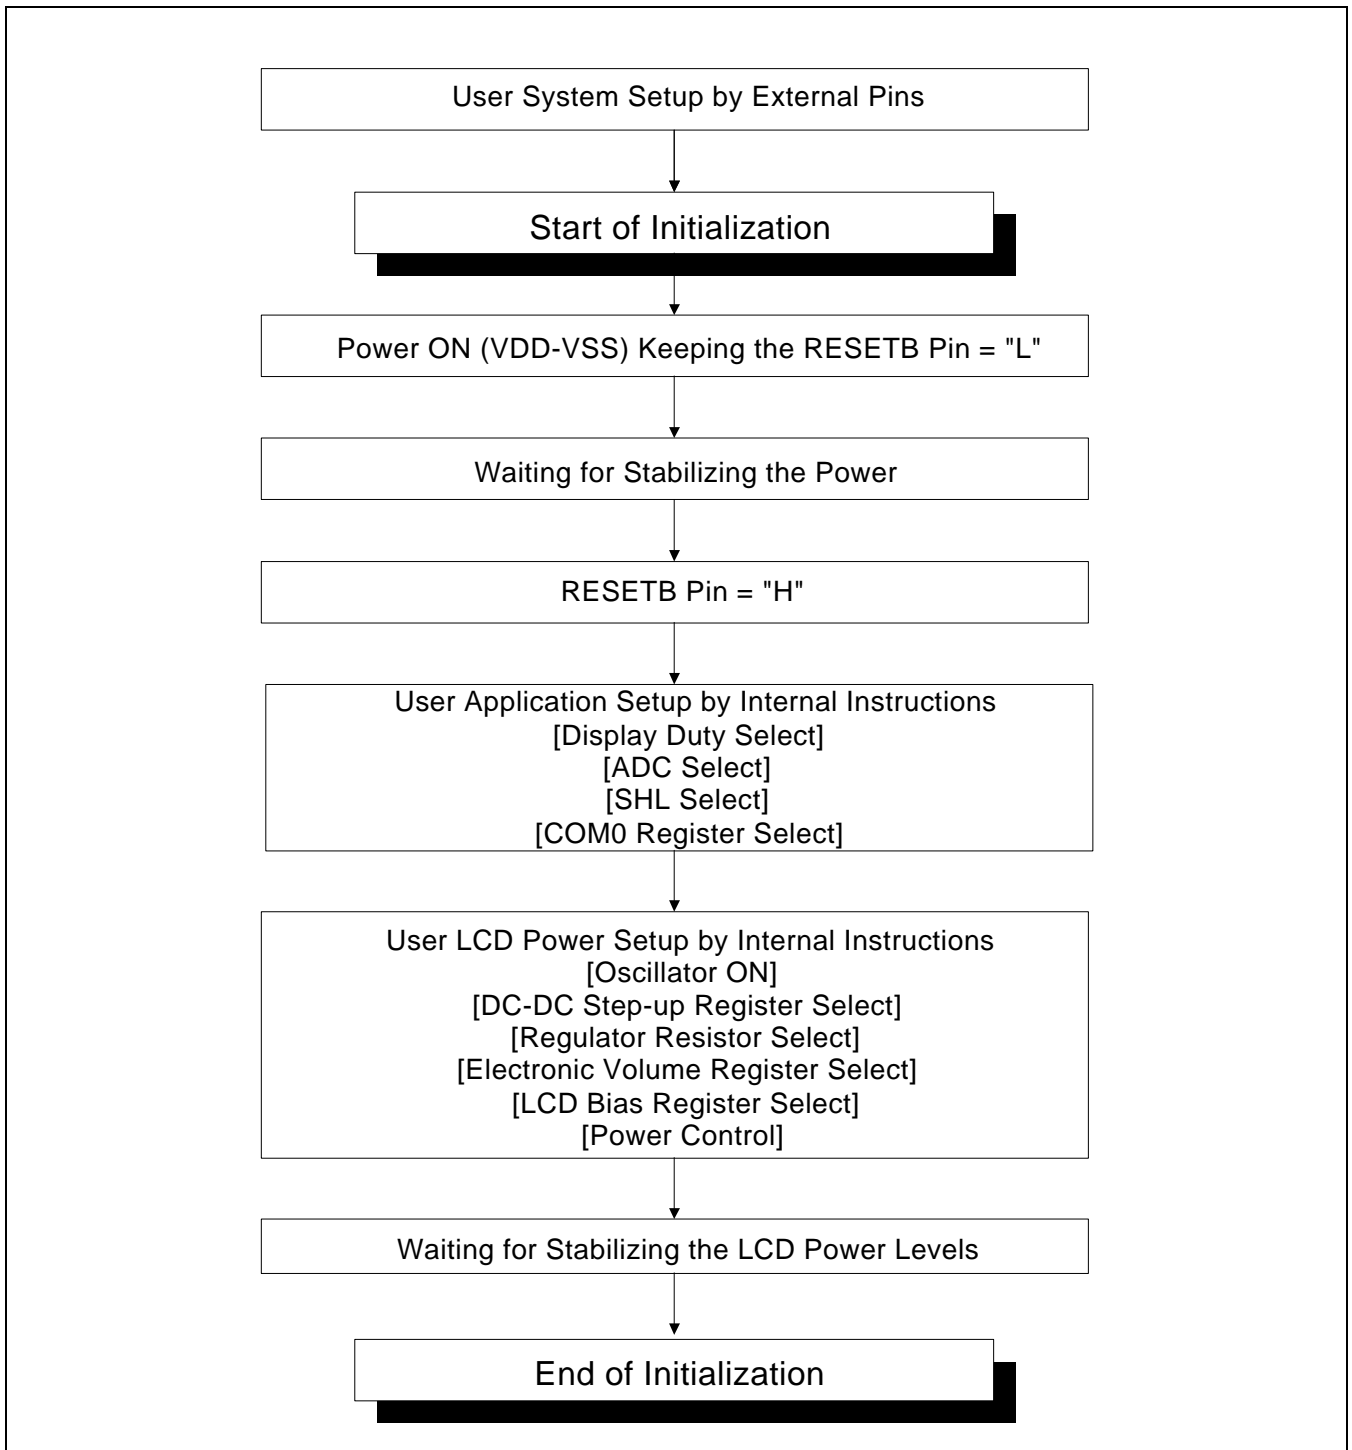 User System Setup by External Pins
Start of Initialization
Power ON (VDD-VSS) Keeping the RESETB Pin = "L"
Waiting for Stabilizing the Power
RESETB Pin = "H"
User Application Setup by Internal Instructions
[Display Duty Select]
[ADC Select]
[SHL Select]
[COM0 Register Select]
User LCD Power Setup by Internal Instructions
[Oscillator ON]
[DC-DC Step-up Register Select]
[Regulator Resistor Select]
[Electronic Volume Register Select]
[LCD Bias Register Select]
[Power Control]
Waiting for Stabilizing the LCD Power Levels
End of Initialization